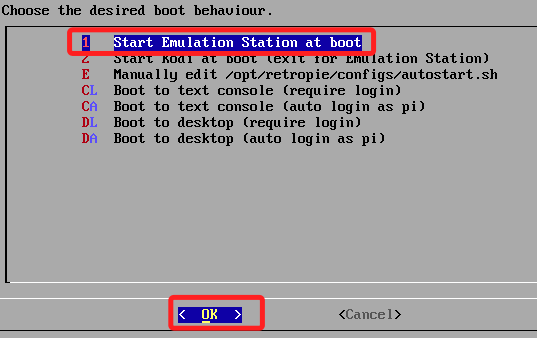 Choose the desired boot behaviour.
1 Start Emulation Station at boot
2 Start Kodi at boot (exit for Emulation Station)
E Manually edit /opt/retropie/configs/autostart.sh
CL Boot to text console (require login)
CA Boot to text console (auto login as pi)
DL Boot to desktop (require login)
DA Boot to desktop (auto login as pi)
< OK > <Cancel>